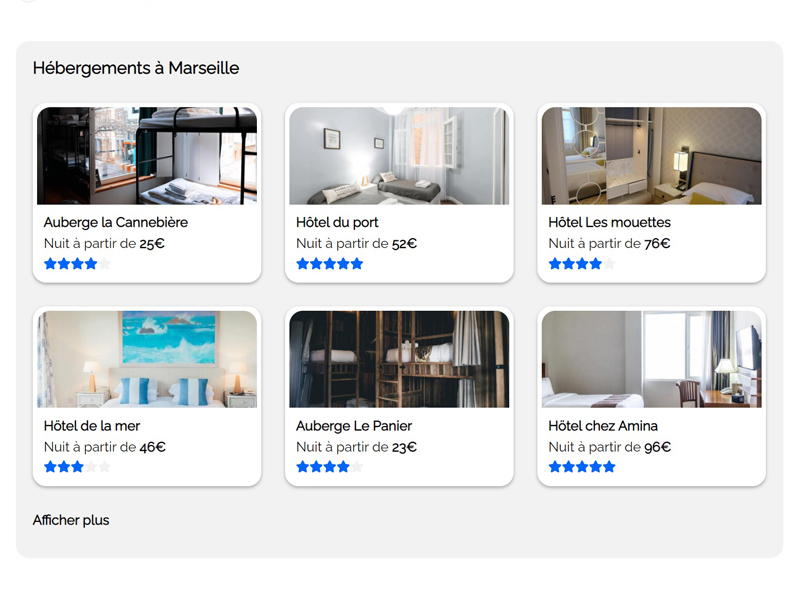 Hébergements à Marseille
Auberge la Cannebière
Nuit à partir de 25€
Hôtel du port
Nuit à partir de 52€
Hôtel Les mouettes
Nuit à partir de 76€
Hôtel de la mer
Nuit à partir de 46€
Auberge Le Panier
Nuit à partir de 23€
Hôtel chez Amina
Nuit à partir de 96€
Afficher plus